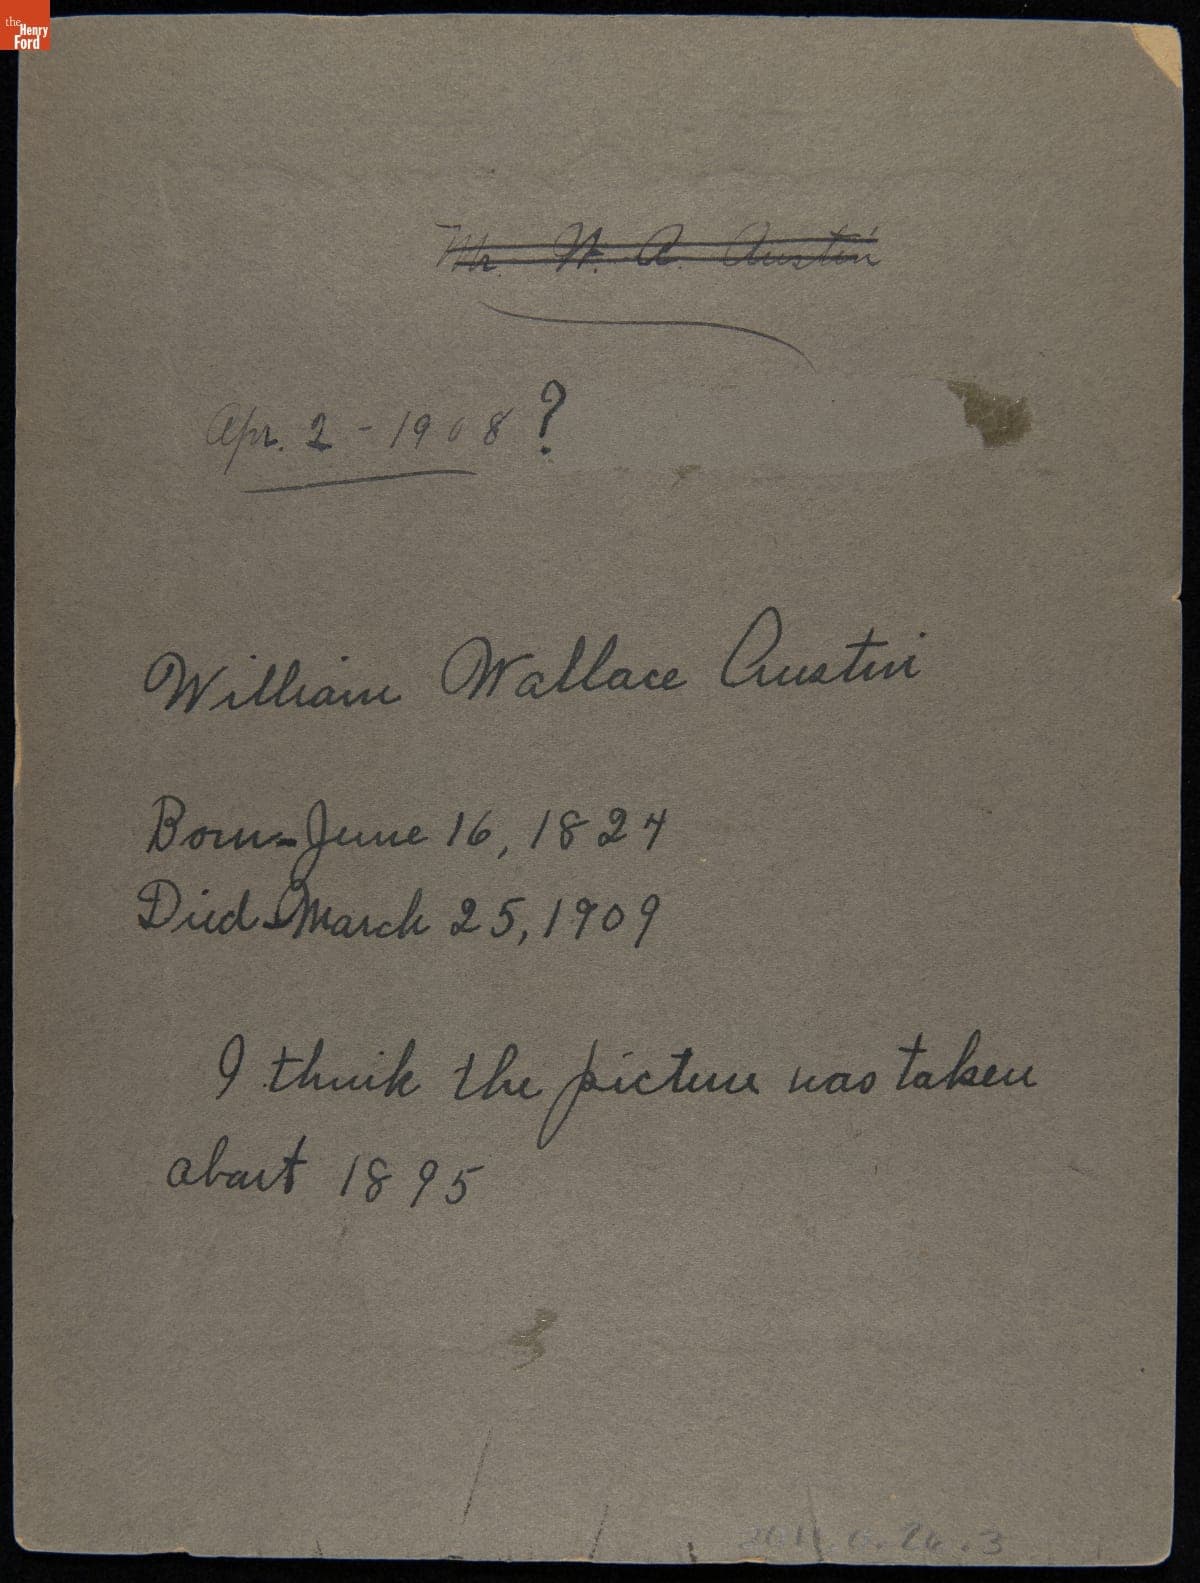 the
Henry
Ford
Mr. W. A. Austin
Apr. 2 - 1908 ?
William Wallace Austin
Born - June 16, 1824
Died - March 25, 1909
I think the picture was taken
about 1895